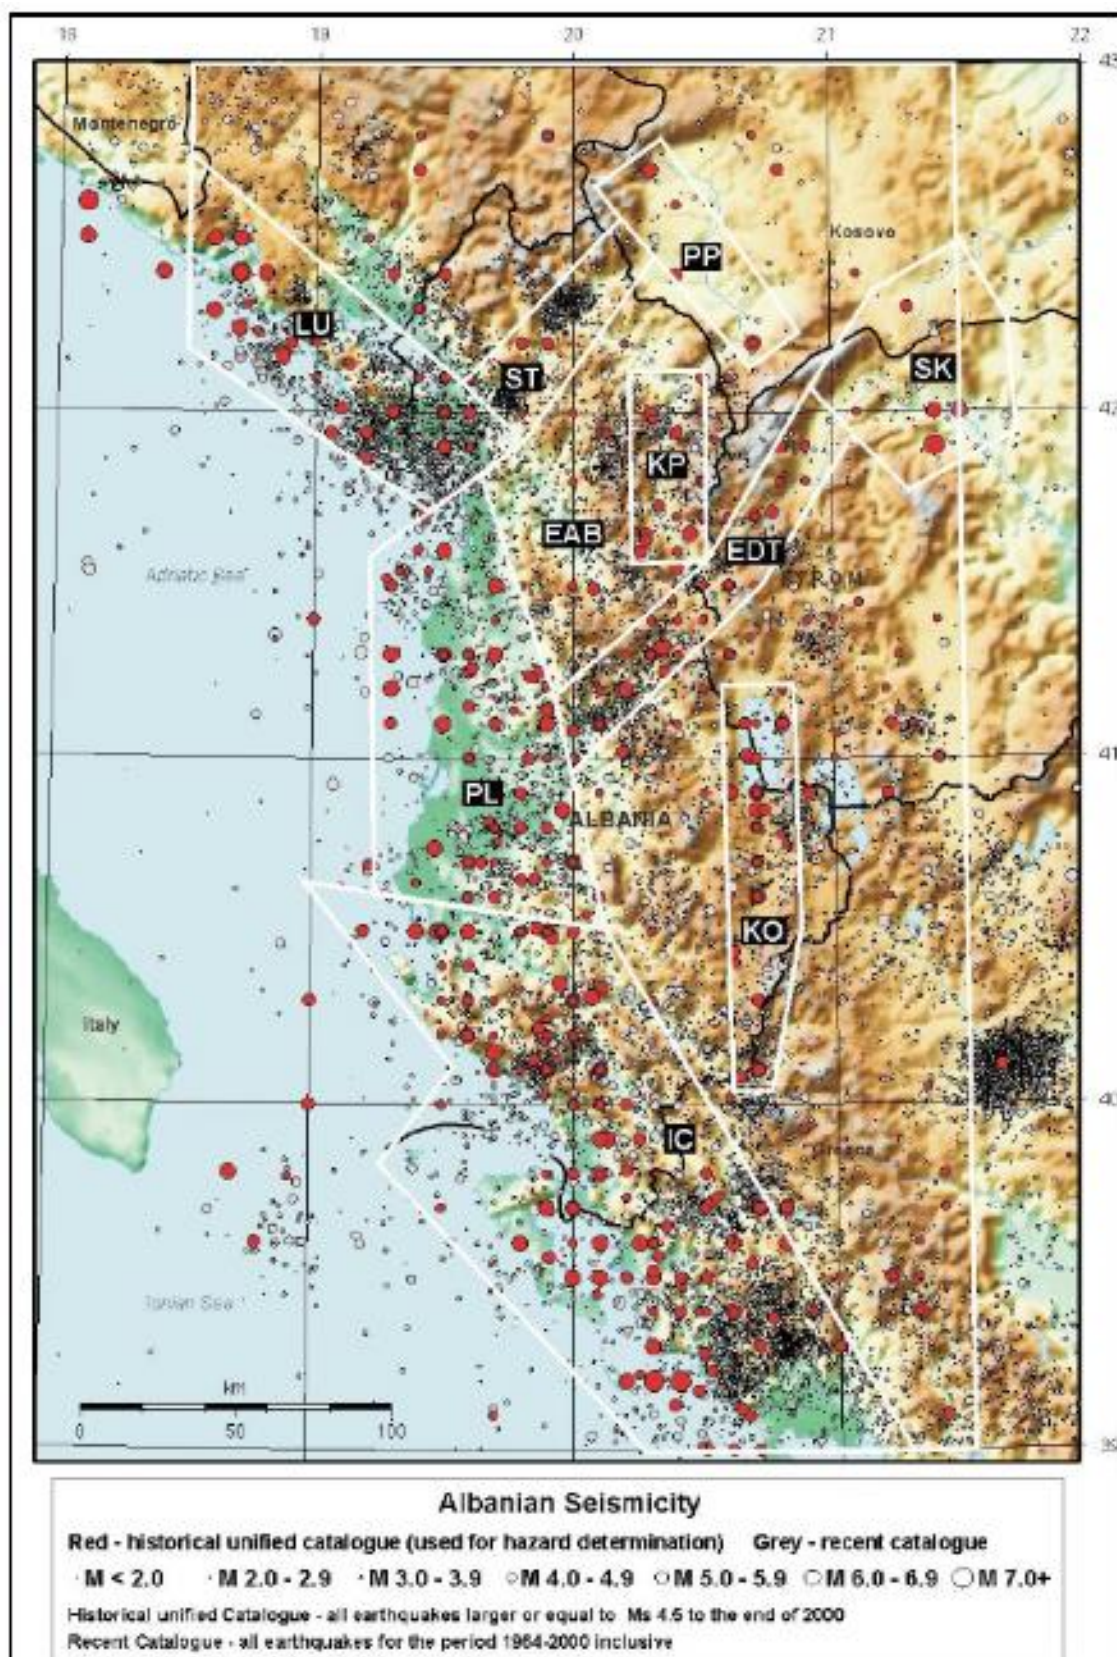 18 19 20 21 22
43
Montenegro
Kosovo
PP
LU
ST
SK
42
KP
EAB
EDT
Adriatic Sea
F.Y.R.O.M
41
PL
ALBANIA
KO
Italy
40
IC
Greece
Ionian Sea
km
0 50 100
39
Albanian Seismicity
Red - historical unified catalogue (used for hazard determination) Grey - recent catalogue
M < 2.0 M 2.0 - 2.9 M 3.0 - 3.9 M 4.0 - 4.9 M 5.0 - 5.9 M 6.0 - 6.9 M 7.0+
Historical unified Catalogue - all earthquakes larger or equal to Ms 4.5 to the end of 2000
Recent Catalogue - all earthquakes for the period 1964-2000 inclusive